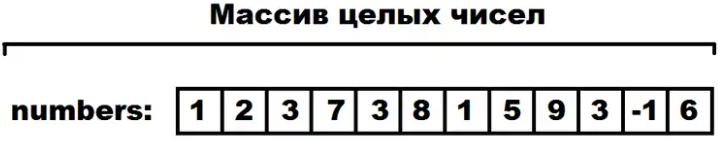 Массив целых чисел
numbers: 1 2 3 7 3 8 1 5 9 3 -1 6